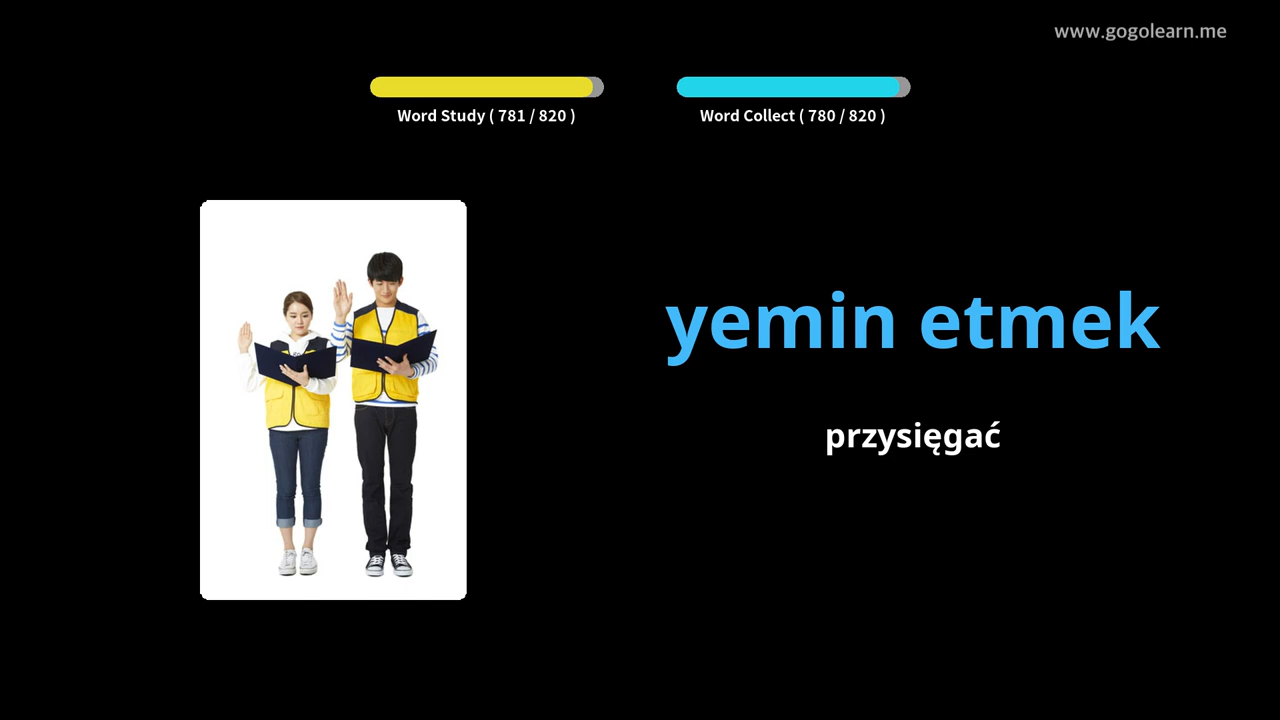 www.gogolearn.me
Word Study ( 781 / 820 )
Word Collect ( 780 / 820 )
yemin etmek
przysięgać